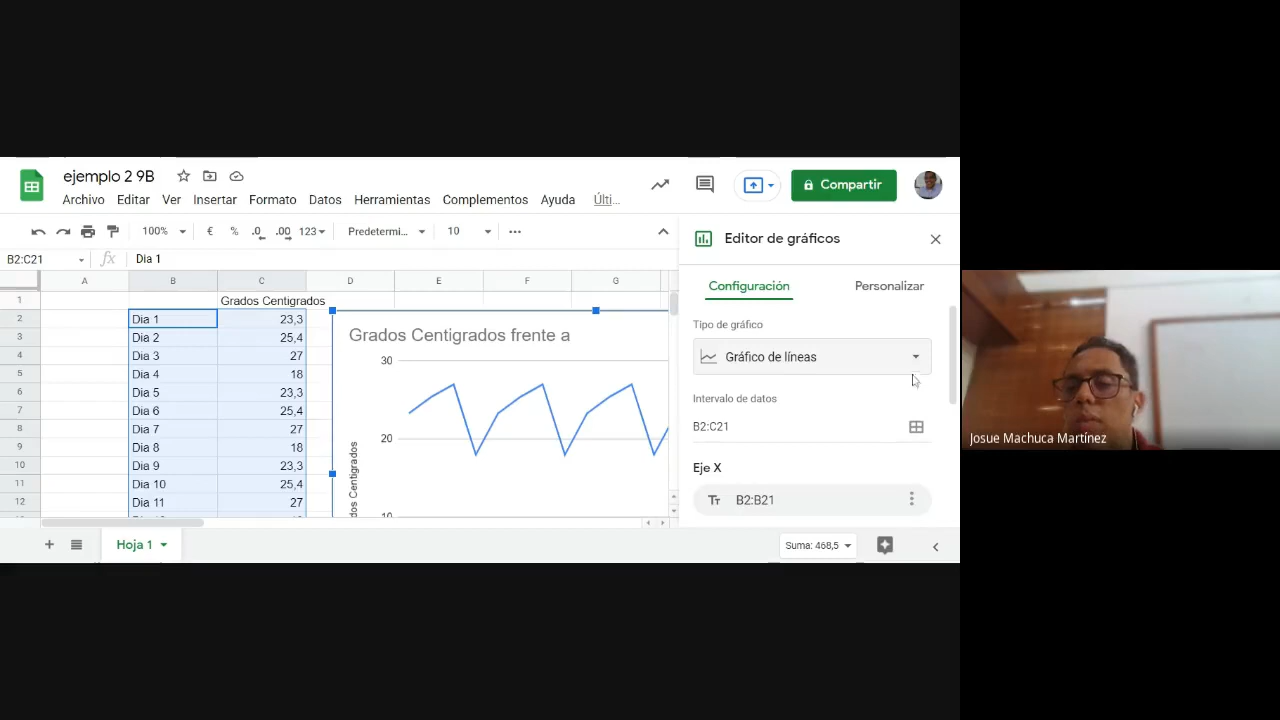 ejemplo 2 9B
Archivo Editar Ver Insertar Formato Datos Herramientas Complementos Ayuda Últi...
Compartir
100% € % .0 .00 123 Predetermi... 10
B2:C21 fx Dia 1
A B C D E F G
1 Grados Centigrados
2 Dia 1 23,3
3 Dia 2 25,4
4 Dia 3 27
5 Dia 4 18
6 Dia 5 23,3
7 Dia 6 25,4
8 Dia 7 27
9 Dia 8 18
10 Dia 9 23,3
11 Dia 10 25,4
12 Dia 11 27
Grados Centigrados frente a
30
20
10
dos Centigrados
Editor de gráficos
Configuración Personalizar
Tipo de gráfico
Gráfico de líneas
Intervalo de datos
B2:C21
Eje X
Tт B2:B21
Hoja 1
Suma: 468,5
Josue Machuca Martínez